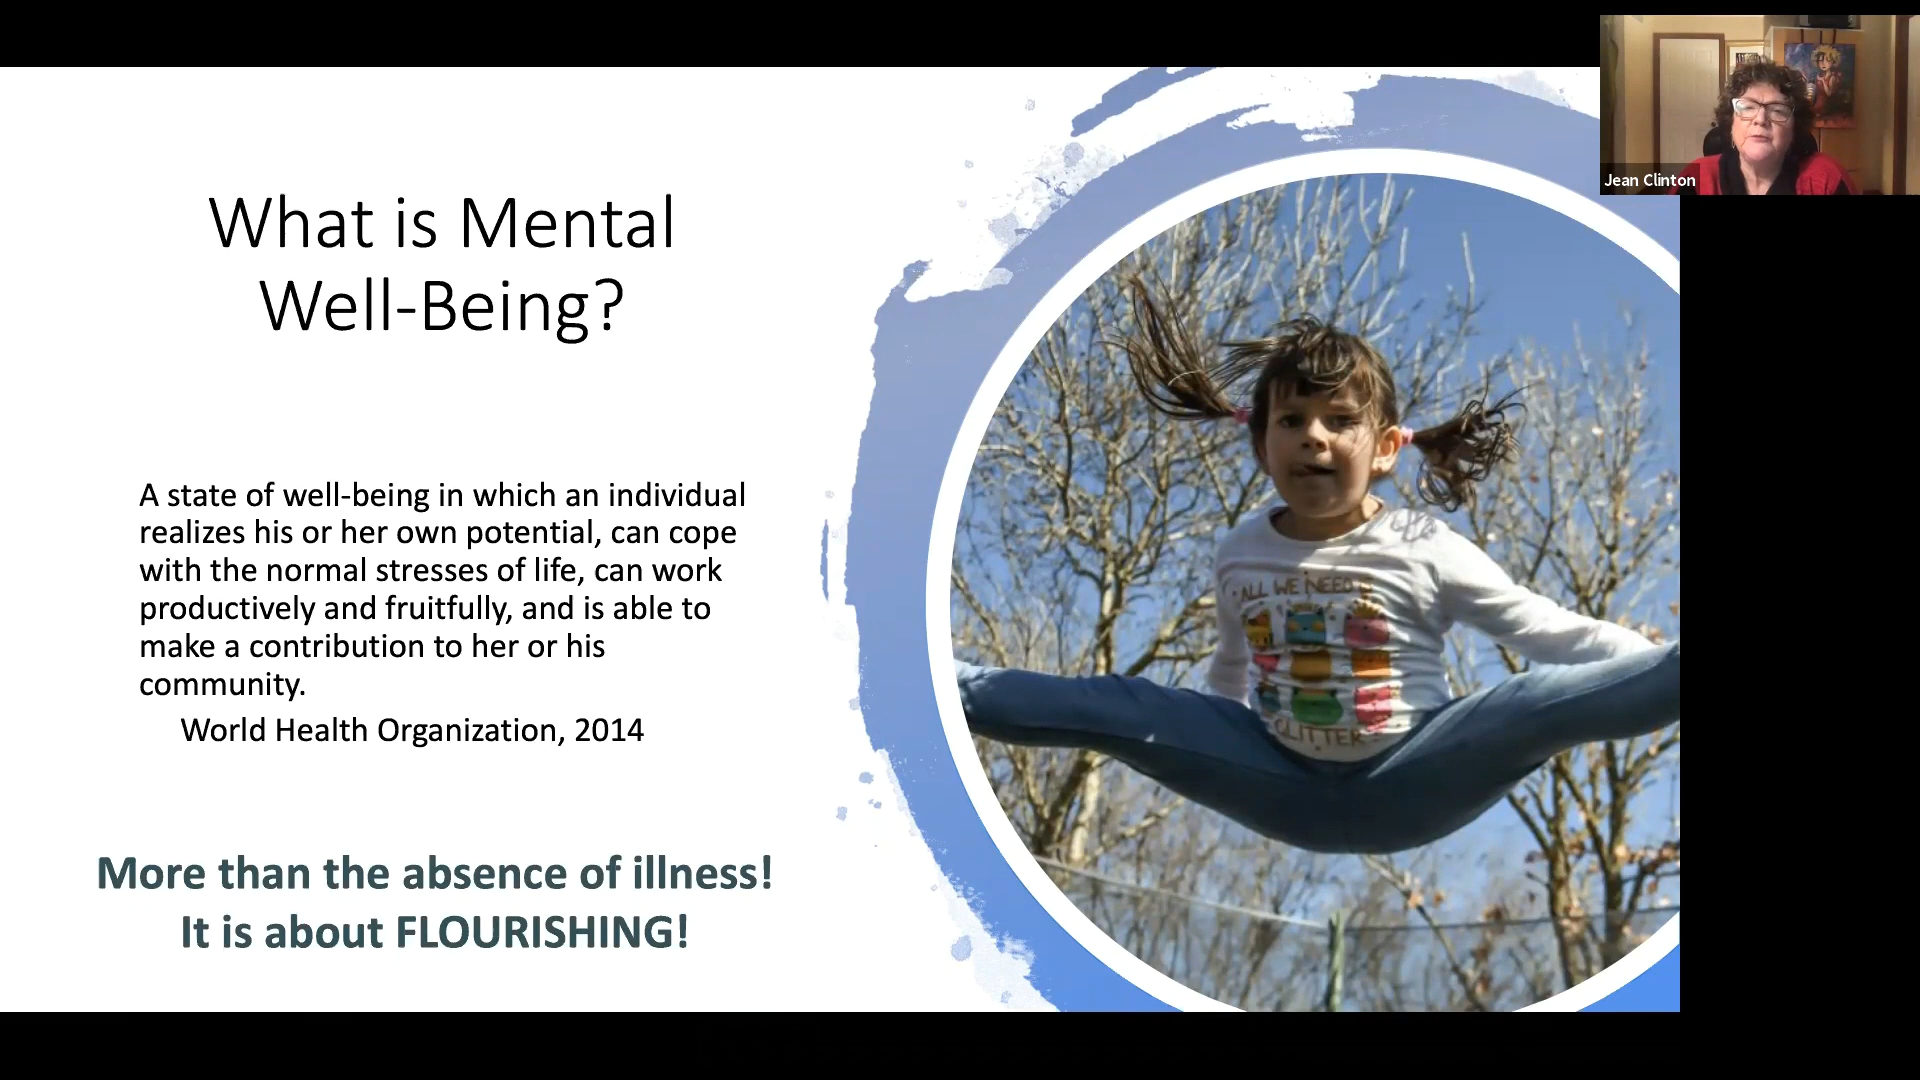 Jean Clinton
What is Mental
Well-Being?
A state of well-being in which an individual
realizes his or her own potential, can cope
with the normal stresses of life, can work
productively and fruitfully, and is able to
make a contribution to her or his
community.
World Health Organization, 2014
More than the absence of illness!
It is about FLOURISHING!
ALL WE NEED
GLITTER